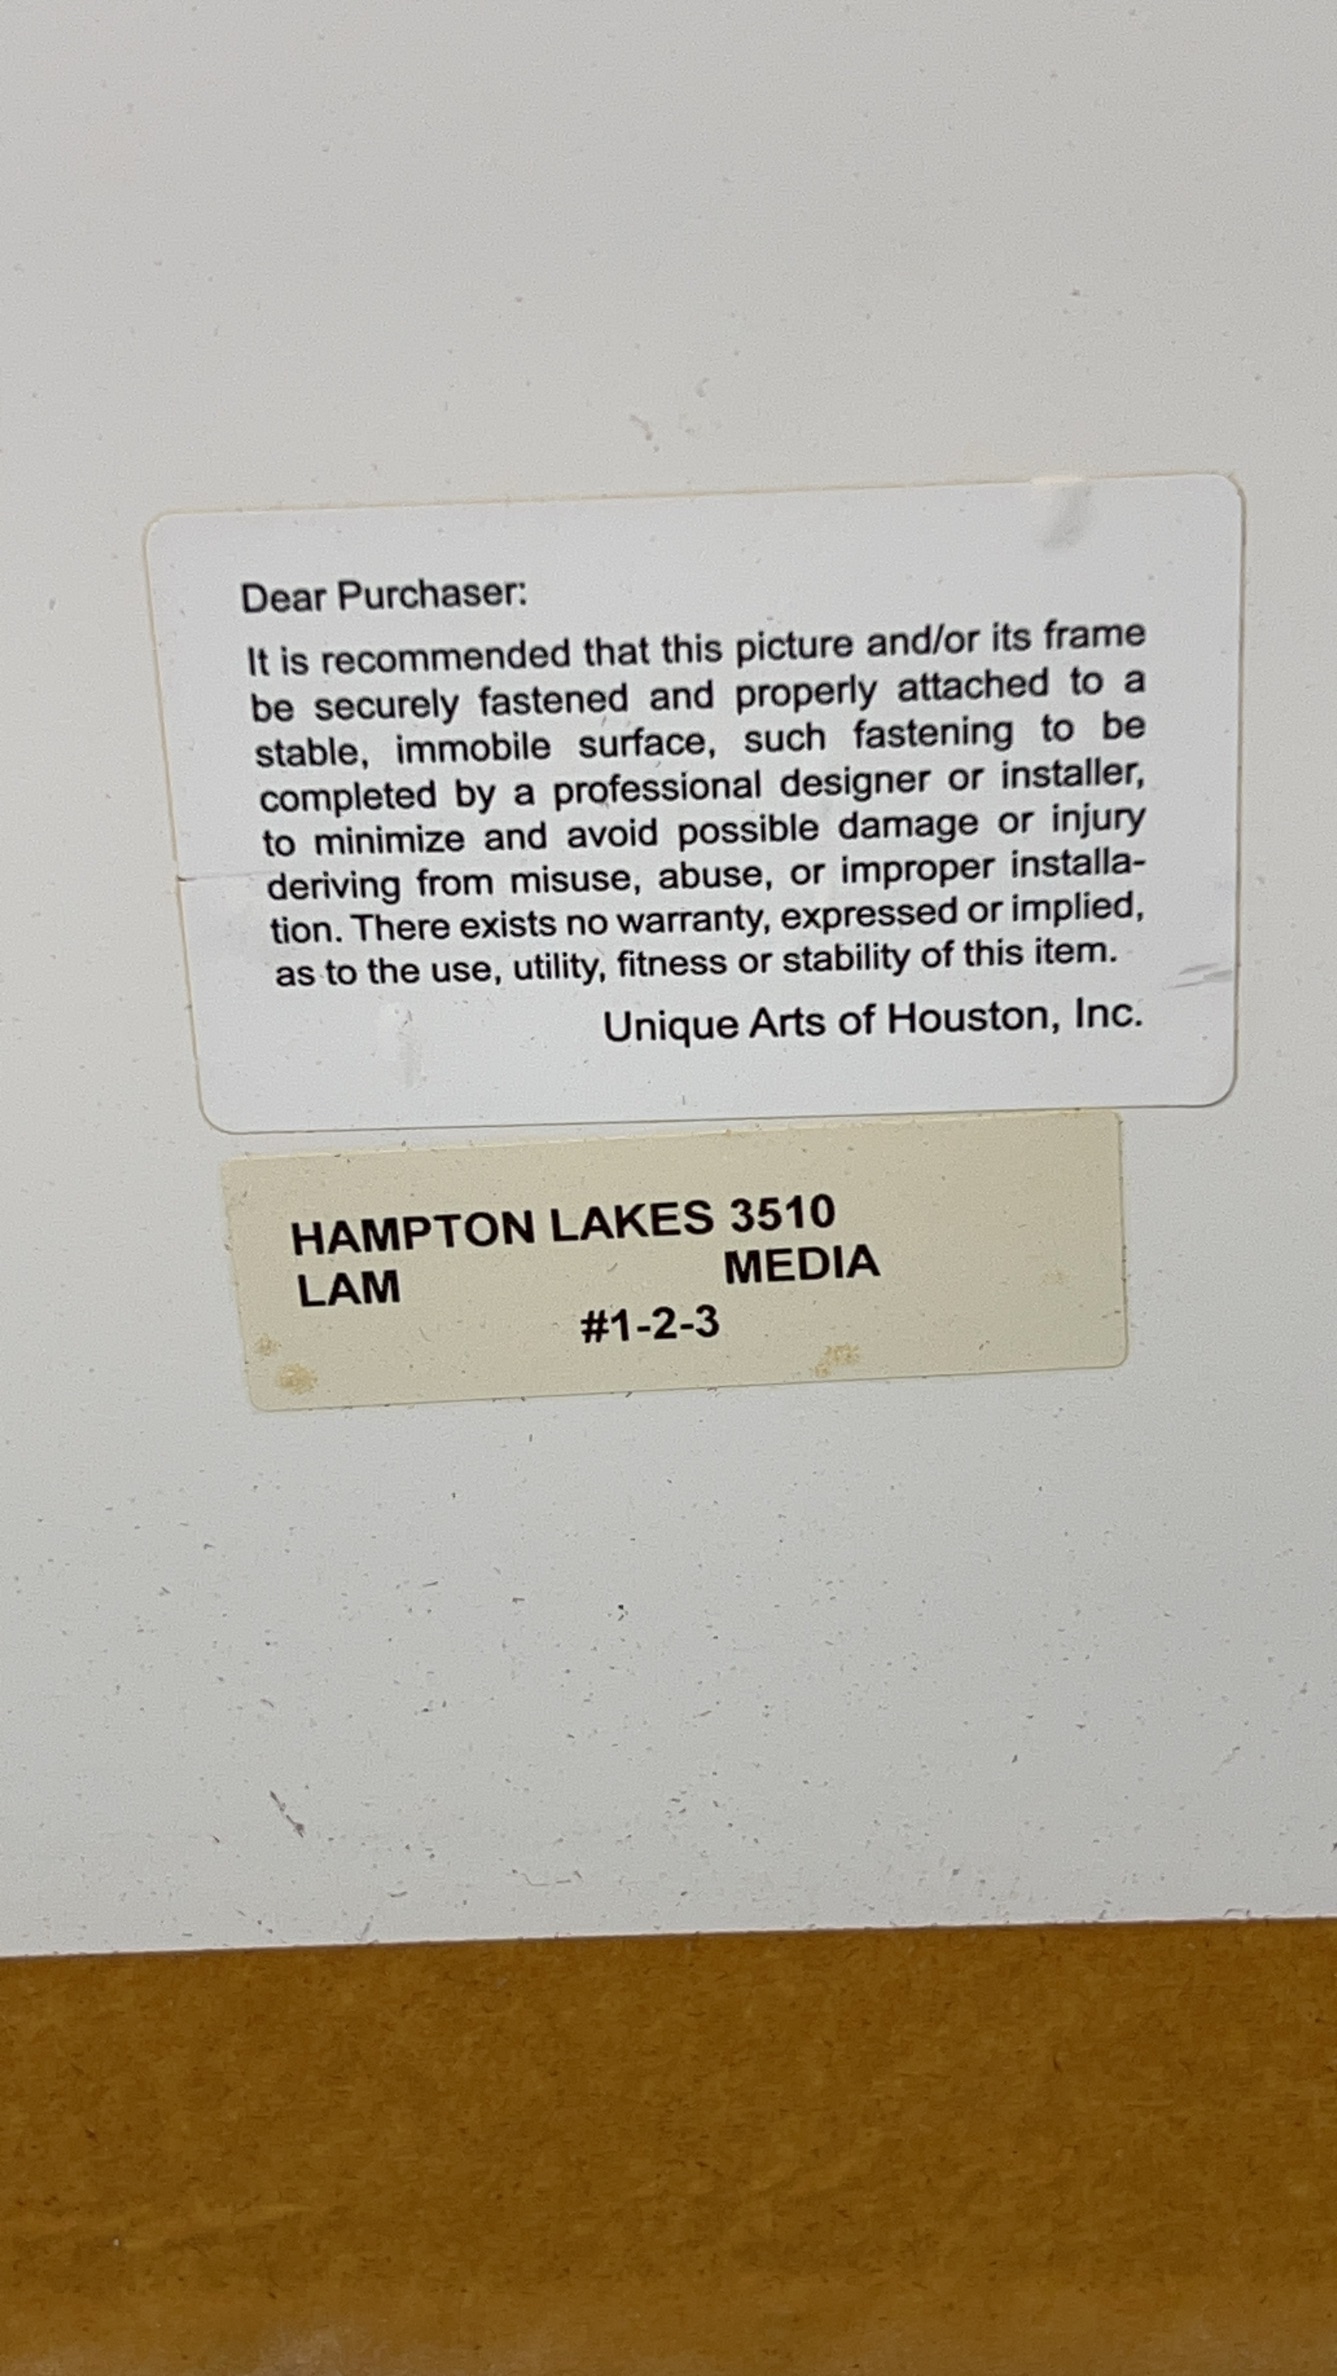 Dear Purchaser:
It is recommended that this picture and/or its frame
be securely fastened and properly attached to a
stable, immobile surface, such fastening to be
completed by a professional designer or installer,
to minimize and avoid possible damage or injury
deriving from misuse, abuse, or improper installa-
tion. There exists no warranty, expressed or implied,
as to the use, utility, fitness or stability of this item.
Unique Arts of Houston, Inc.
HAMPTON LAKES 3510
LAM MEDIA
#1-2-3